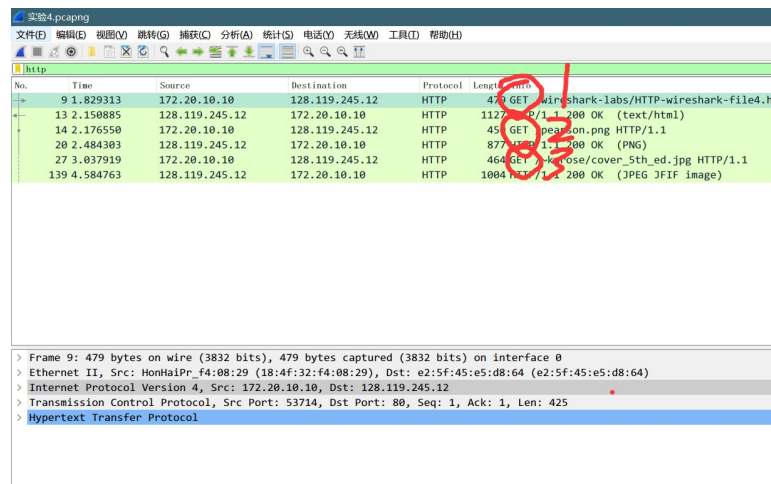 实验4.pcapng
文件(F) 编辑(E) 视图(V) 跳转(G) 捕获(C) 分析(A) 统计(S) 电话(Y) 无线(W) 工具(T) 帮助(H)
http
No. Time Source Destination Protocol Length Info
9 1.829313 172.20.10.10 128.119.245.12 HTTP 479 GET /wireshark-labs/HTTP-wireshark-file4.h
13 2.150885 128.119.245.12 172.20.10.10 HTTP 1127 200 OK (text/html)
14 2.176550 172.20.10.10 128.119.245.12 HTTP GET /pearson.png HTTP/1.1
20 2.484303 128.119.245.12 172.20.10.10 HTTP 877 200 OK (PNG)
27 3.037919 172.20.10.10 128.119.245.12 HTTP 464 GET HTTP/1.1
139 4.584763 128.119.245.12 172.20.10.10 HTTP 1004 HTTP/1.1 200 OK (JPEG JFIF image)
1
2
3
> Frame 9: 479 bytes on wire (3832 bits), 479 bytes captured (3832 bits) on interface 0
> Ethernet II, Src: HonHaiPr_f4:08:29 (18:4f:32:f4:08:29), Dst: e2:5f:45:e5:d8:64 (e2:5f:45:e5:d8:64)
> Internet Protocol Version 4, Src: 172.20.10.10, Dst: 128.119.245.12
> Transmission Control Protocol, Src Port: 53714, Dst Port: 80, Seq: 1, Ack: 1, Len: 425
> Hypertext Transfer Protocol